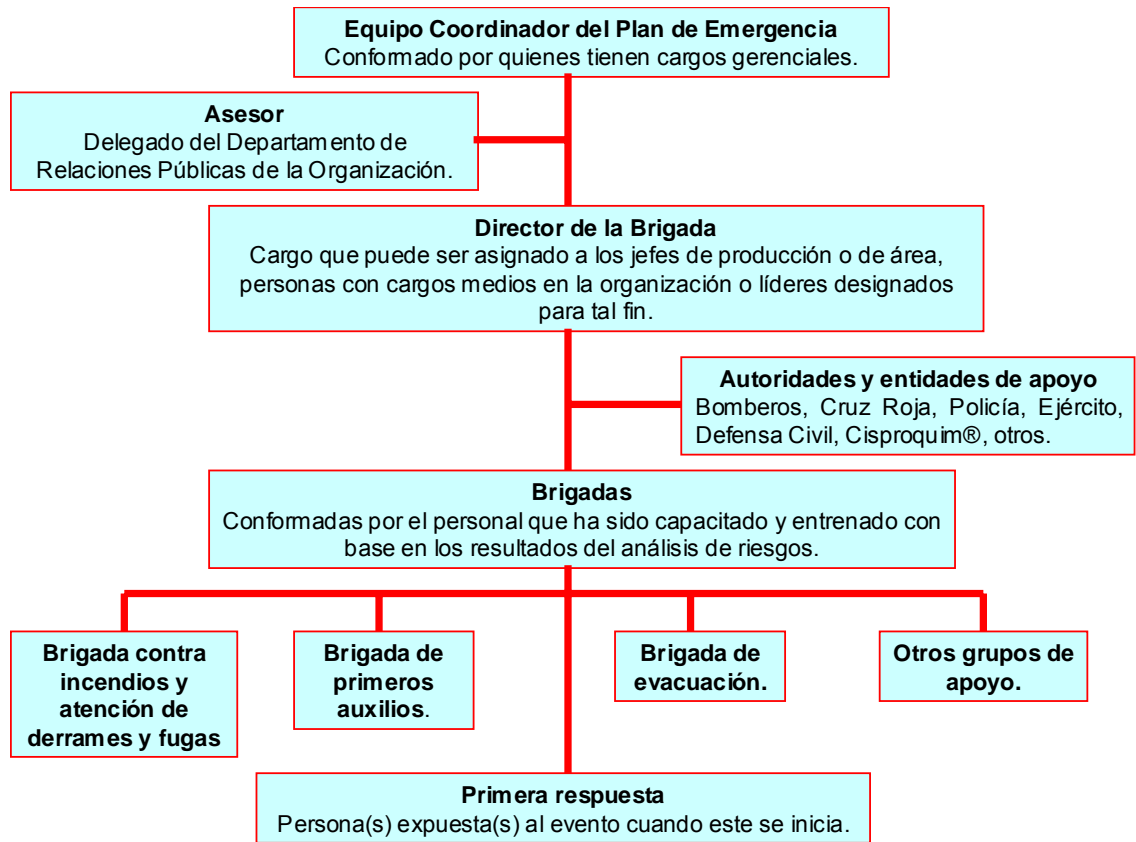 Equipo Coordinador del Plan de Emergencia
Conformado por quienes tienen cargos gerenciales.
Asesor
Delegado del Departamento de
Relaciones Públicas de la Organización.
Director de la Brigada
Cargo que puede ser asignado a los jefes de producción o de área,
personas con cargos medios en la organización o líderes designados
para tal fin.
Autoridades y entidades de apoyo
Bomberos, Cruz Roja, Policía, Ejército,
Defensa Civil, Cisproquim®, otros.
Brigadas
Conformadas por el personal que ha sido capacitado y entrenado con
base en los resultados del análisis de riesgos.
Brigada contra
incendios y
atención de
derrames y fugas
Brigada de
primeros
auxilios.
Brigada de
evacuación.
Otros grupos de
apoyo.
Primera respuesta
Persona(s) expuesta(s) al evento cuando este se inicia.